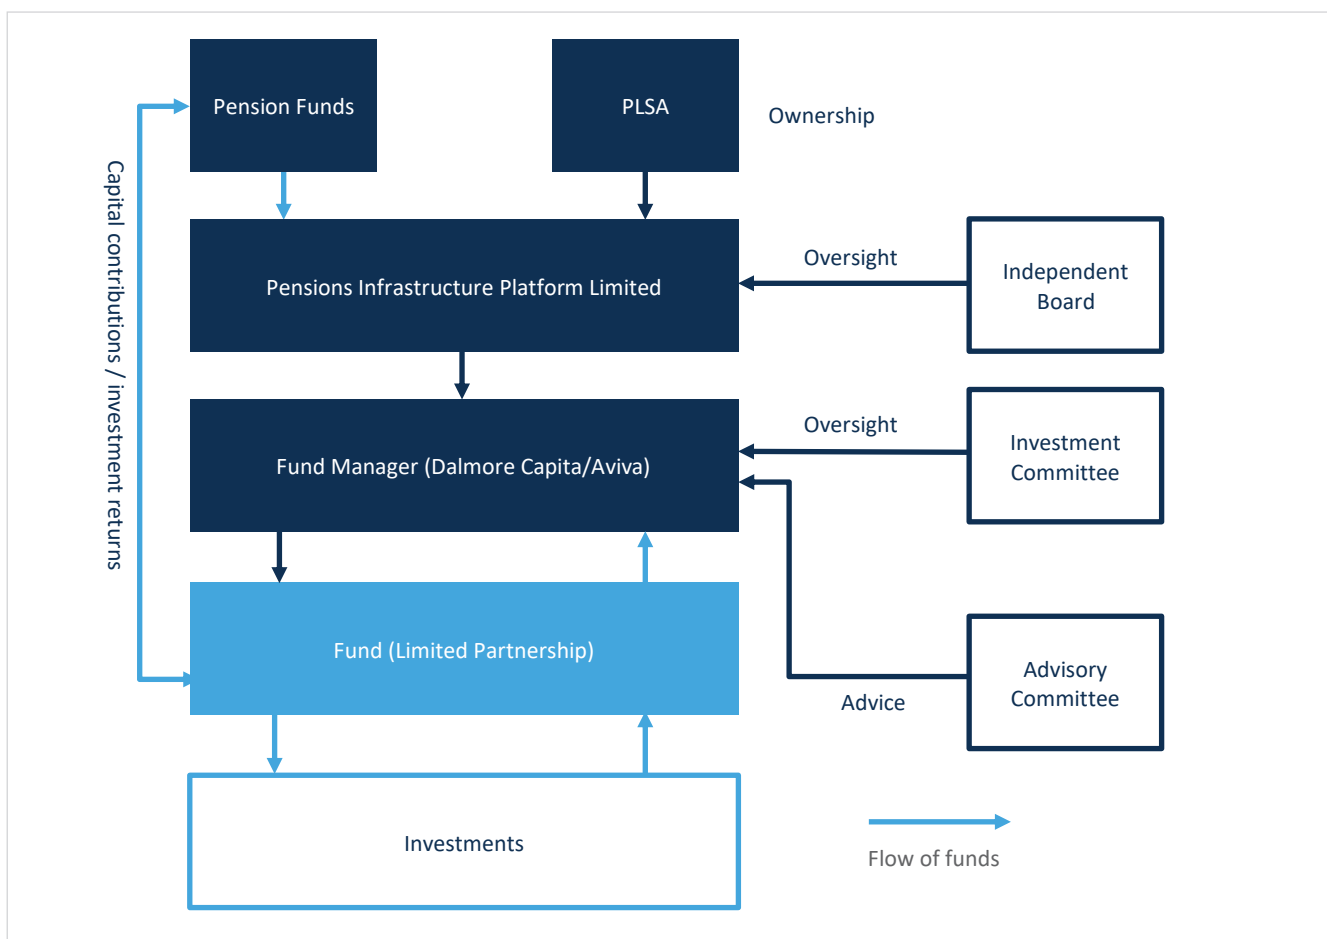 Pension Funds
PLSA
Ownership
Capital contributions / investment returns
Pensions Infrastructure Platform Limited
Oversight
Independent
Board
Fund Manager (Dalmore Capita/Aviva)
Oversight
Investment
Committee
Fund (Limited Partnership)
Advice
Advisory
Committee
Investments
Flow of funds